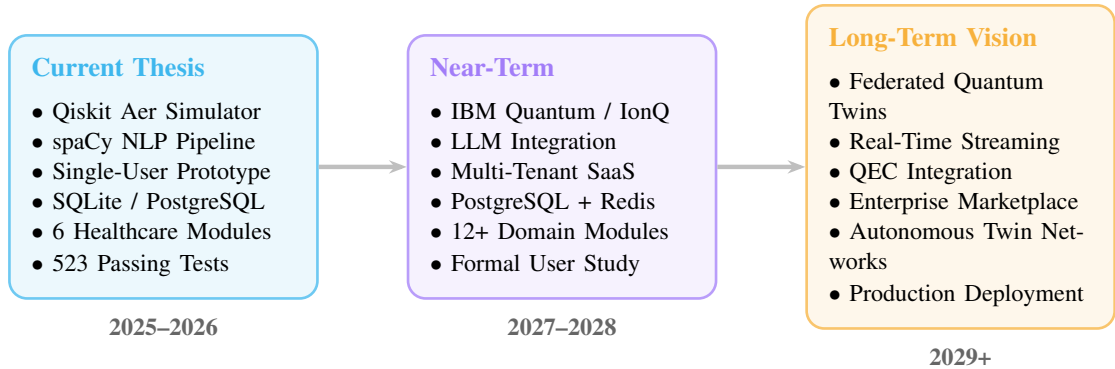 Current Thesis
• Qiskit Aer Simulator
• spaCy NLP Pipeline
• Single-User Prototype
• SQLite / PostgreSQL
• 6 Healthcare Modules
• 523 Passing Tests
2025–2026
Near-Term
• IBM Quantum / IonQ
• LLM Integration
• Multi-Tenant SaaS
• PostgreSQL + Redis
• 12+ Domain Modules
• Formal User Study
2027–2028
Long-Term Vision
• Federated Quantum
Twins
• Real-Time Streaming
• QEC Integration
• Enterprise Marketplace
• Autonomous Twin Net-
works
• Production Deployment
2029+